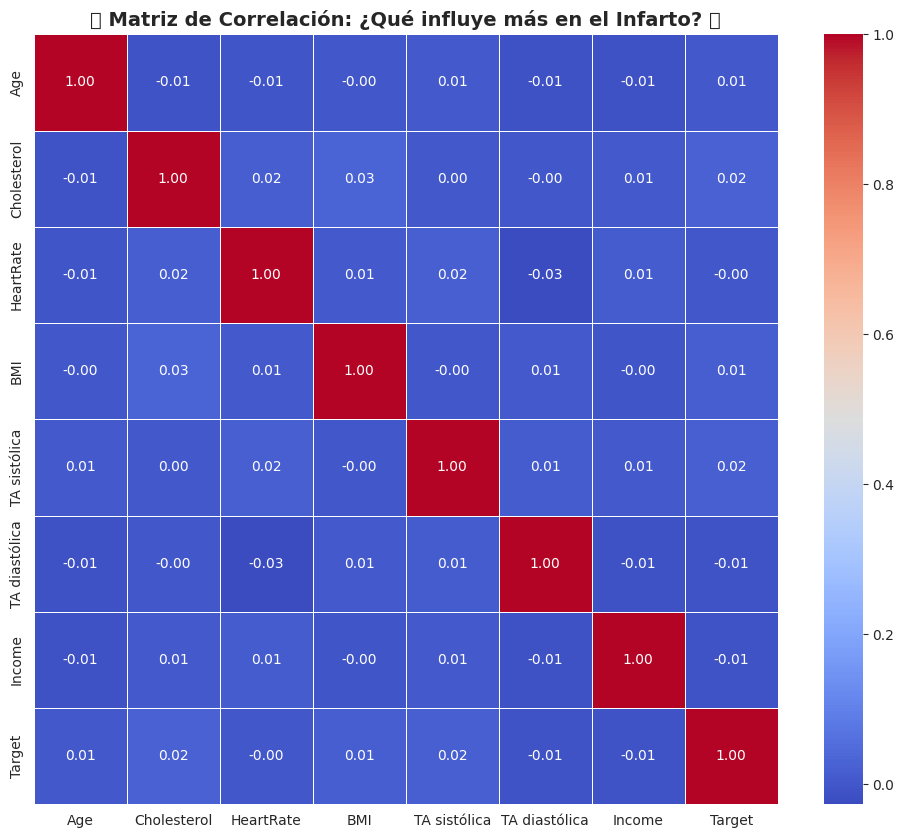 Matriz de Correlación: ¿Qué influye más en el Infarto?
Age 1.00 -0.01 -0.01 -0.00 0.01 -0.01 -0.01 0.01
Cholesterol -0.01 1.00 0.02 0.03 0.00 -0.00 0.01 0.02
HeartRate -0.01 0.02 1.00 0.01 0.02 -0.03 0.01 -0.00
BMI -0.00 0.03 0.01 1.00 -0.00 0.01 -0.00 0.01
TA sistólica 0.01 0.00 0.02 -0.00 1.00 0.01 0.01 0.02
TA diastólica -0.01 -0.00 -0.03 0.01 0.01 1.00 -0.01 -0.01
Income -0.01 0.01 0.01 -0.00 0.01 -0.01 1.00 -0.01
Target 0.01 0.02 -0.00 0.01 0.02 -0.01 -0.01 1.00
Age Cholesterol HeartRate BMI TA sistólica TA diastólica Income Target
1.0
0.8
0.6
0.4
0.2
0.0